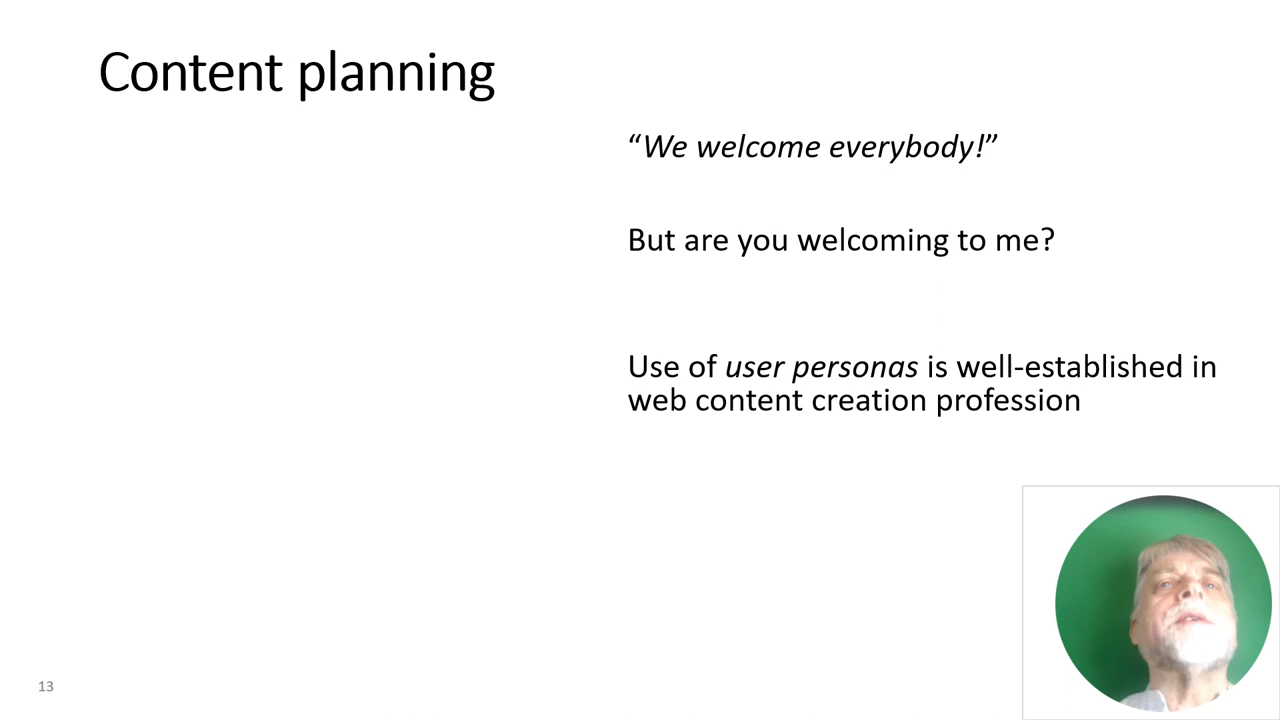 Content planning
“We welcome everybody!”
But are you welcoming to me?
Use of user personas is well-established in
web content creation profession
13